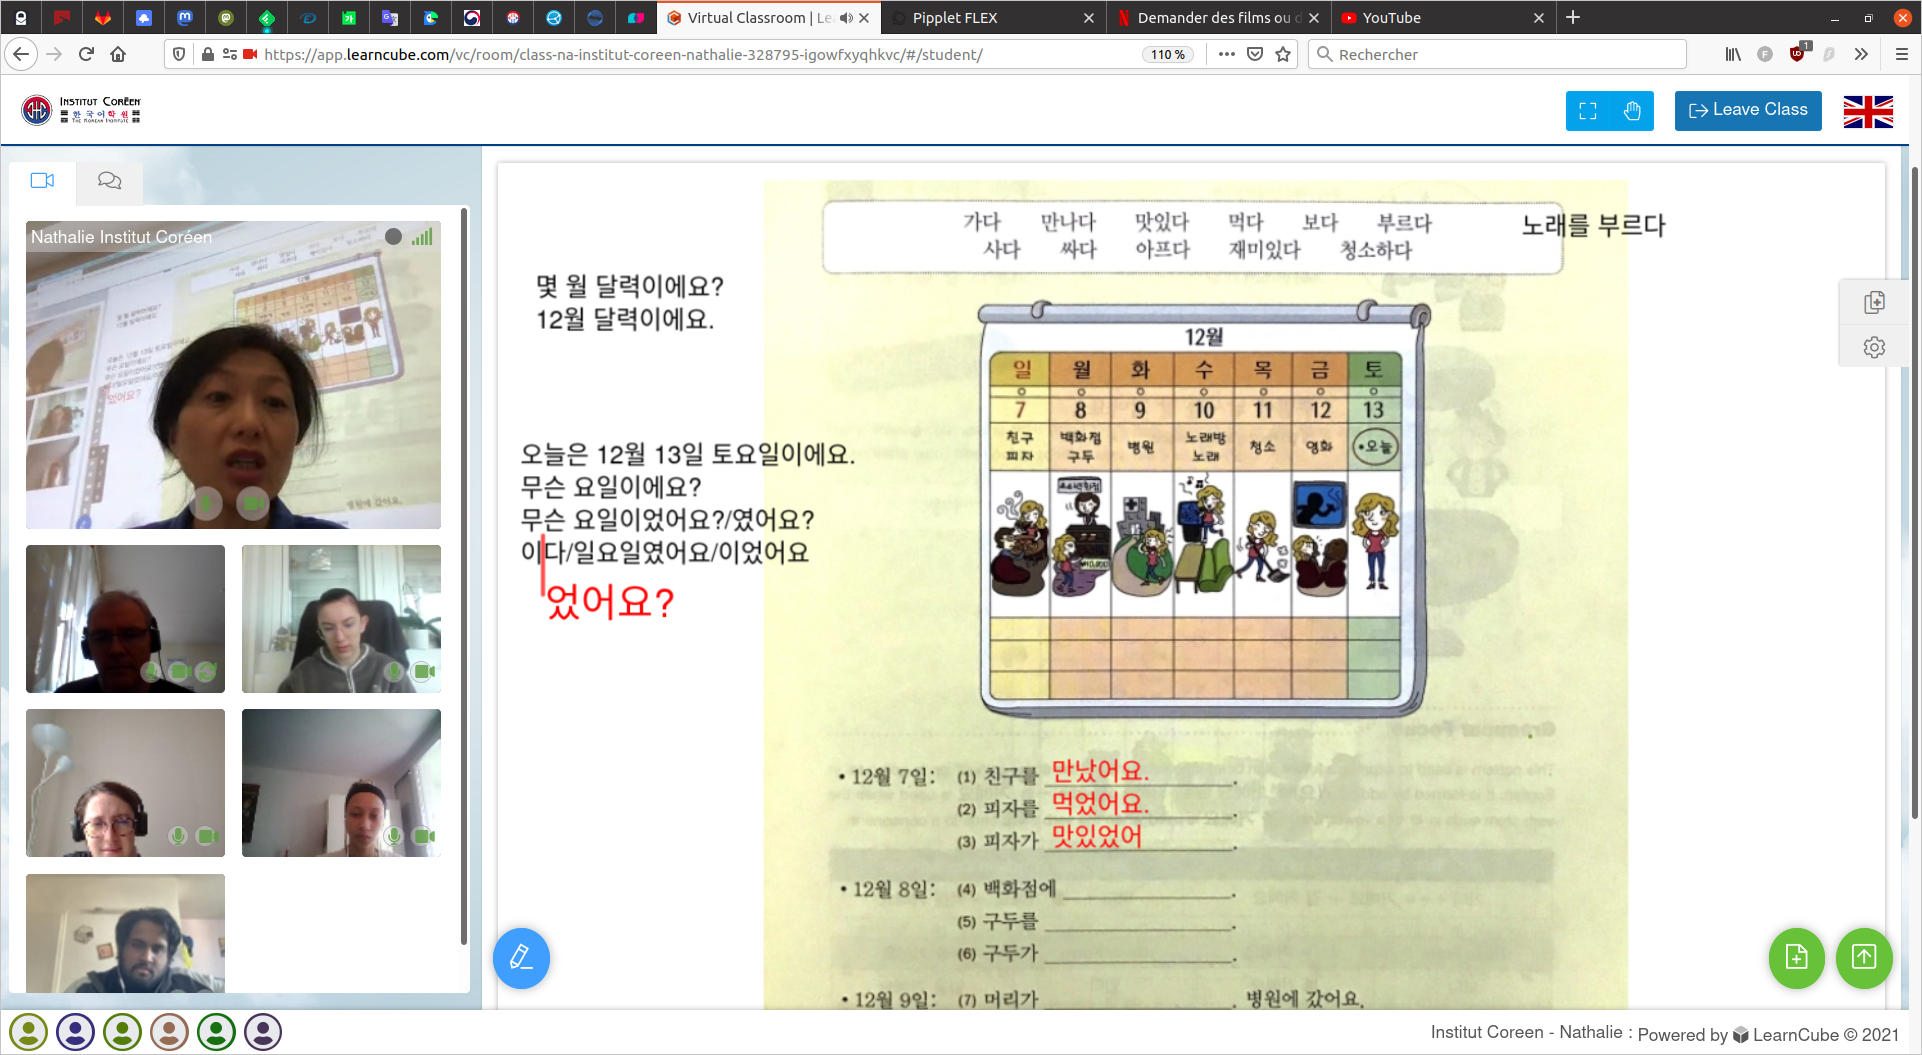 Virtual Classroom | Le
Pipplet FLEX
Demander des films ou d
YouTube
https://app.learncube.com/vc/room/class-na-institut-coreen-nathalie-328795-igowfxyqhkvc/#/student/
110 %
Rechercher
1
INSTITUT CORÉEN
한국어학원
THE KOREAN INSTITUTE
Leave Class
Nathalie Institut Coréen
가다 만나다 맛있다 먹다 보다 부르다
사다 싸다 아프다 재미있다 청소하다
노래를 부르다
몇 월 달력이에요?
12월 달력이에요.
오늘은 12월 13일 토요일이에요.
무슨 요일이에요?
무슨 요일이었어요?/였어요?
이다/일요일였어요/이었어요
었어요?
12월
일 월 화 수 목 금 토
7 8 9 10 11 12 13
친구 피자
백화점 구두
병원
노래방 노래
청소
영화
•오늘
• 12월 7일: (1) 친구를 만났어요.
(2) 피자를 먹었어요.
(3) 피자가 맛있었어
• 12월 8일: (4) 백화점에
(5) 구두를
(6) 구두가
• 12월 9일: (7) 머리가 . 병원에 갔어요.
Institut Coreen - Nathalie : Powered by LearnCube © 2021